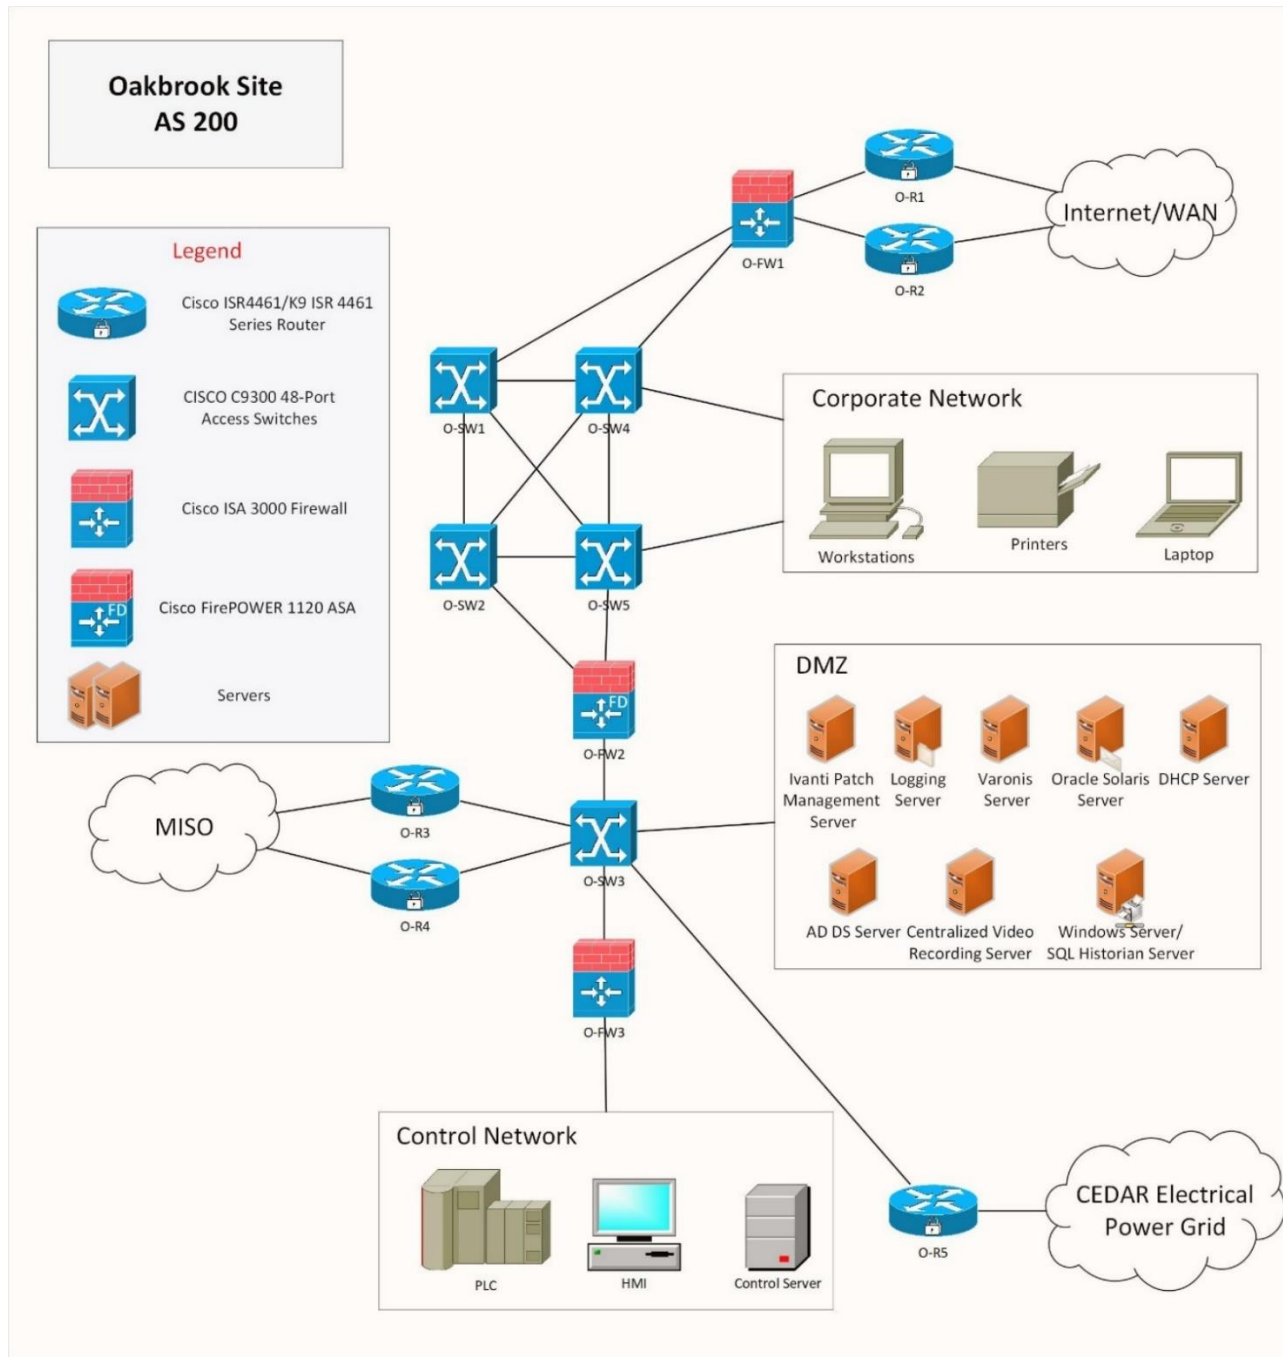 Oakbrook Site
AS 200
Legend
Cisco ISR4461/K9 ISR 4461
Series Router
CISCO C9300 48-Port
Access Switches
Cisco ISA 3000 Firewall
FD
Cisco FirePOWER 1120 ASA
Servers
O-R1
Internet/WAN
O-FW1
O-R2
O-SW1
O-SW4
Corporate Network
Workstations
Printers
Laptop
O-SW2
O-SW5
FD
O-FW2
DMZ
Ivanti Patch
Management
Server
Logging
Server
Varonis
Server
Oracle Solaris
Server
DHCP Server
AD DS Server
Centralized Video
Recording Server
Windows Server/
SQL Historian Server
MISO
O-R3
O-SW3
O-R4
O-FW3
Control Network
PLC
HMI
Control Server
O-R5
CEDAR Electrical
Power Grid